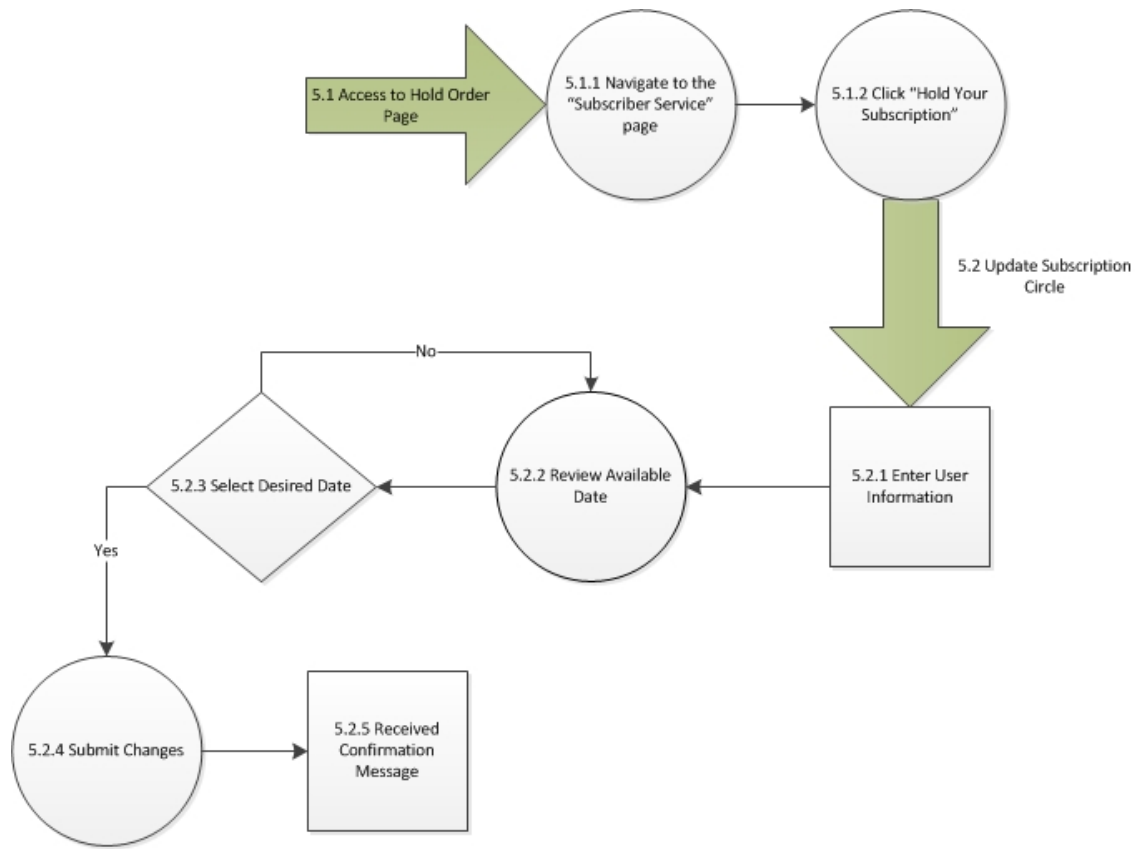 5.1 Access to Hold Order
Page
5.1.1 Navigate to the
“Subscriber Service”
page
5.1.2 Click “Hold Your
Subscription”
5.2 Update Subscription
Circle
No
5.2.1 Enter User
Information
5.2.2 Review Available
Date
5.2.3 Select Desired Date
Yes
5.2.4 Submit Changes
5.2.5 Received
Confirmation
Message